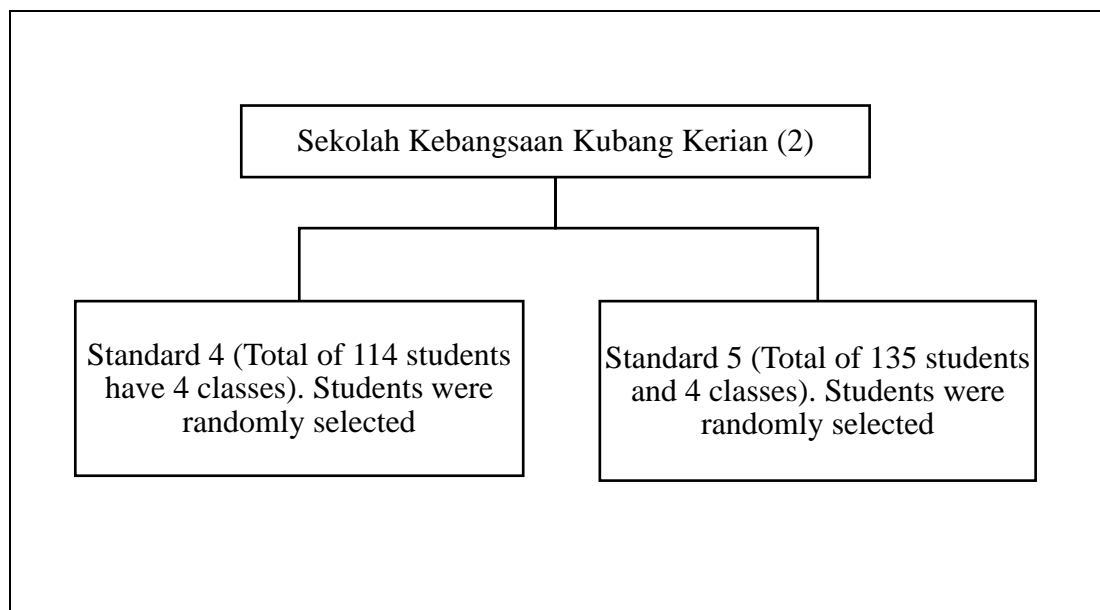 Sekolah Kebangsaan Kubang Kerian (2)
Standard 4 (Total of 114 students
have 4 classes). Students were
randomly selected
Standard 5 (Total of 135 students
and 4 classes). Students were
randomly selected